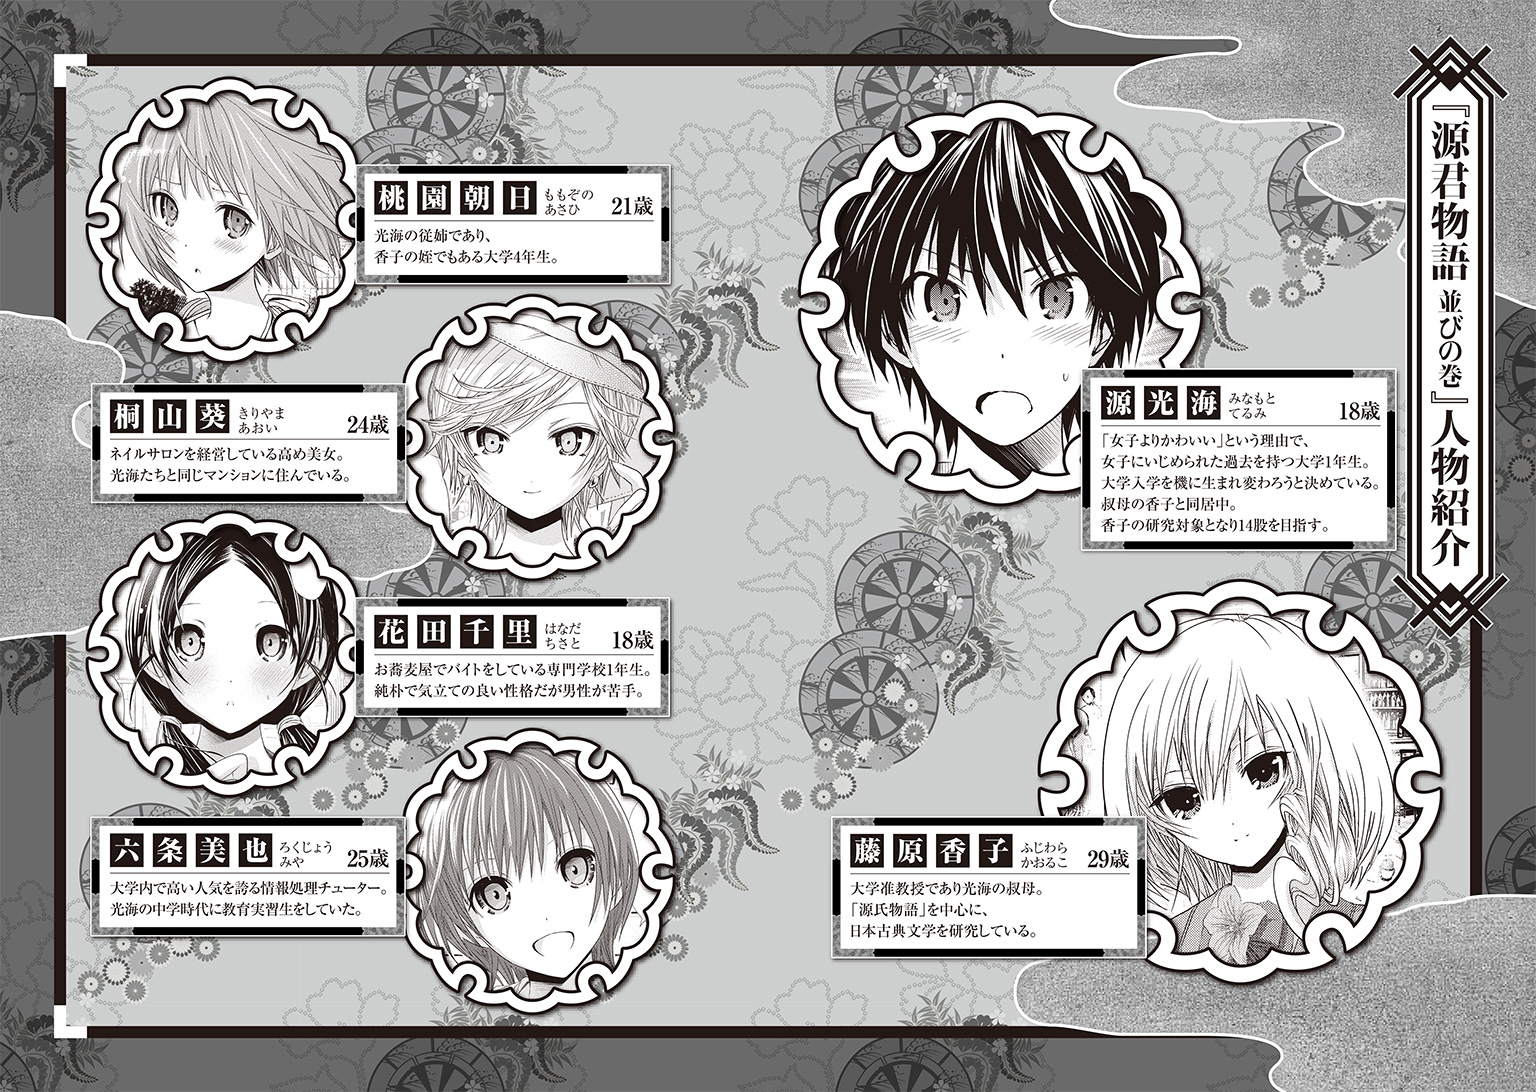 『源君物語 並びの巻』人物紹介
源光海 みなもと てるみ 18歳
「女子よりかわいい」という理由で、
女子にいじめられた過去を持つ大学1年生。
大学入学を機に生まれ変わろうと決めている。
叔母の香子と同居中。
香子の研究対象となり14股を目指す。
藤原香子 ふじわら かおるこ 29歳
大学准教授であり光海の叔母。
「源氏物語」を中心に、
日本古典文学を研究している。
桃園朝日 ももぞの あさひ 21歳
光海の従姉であり、
香子の姪でもある大学4年生。
桐山葵 きりやま あおい 24歳
ネイルサロンを経営している高め美女。
光海たちと同じマンションに住んでいる。
花田千里 はなだ ちさと 18歳
お蕎麦屋でバイトをしている専門学校1年生。
純朴で気立ての良い性格だが男性が苦手。
六条美也 ろくじょう みや 25歳
大学内で高い人気を誇る情報処理チューター。
光海の中学時代に教育実習生をしていた。